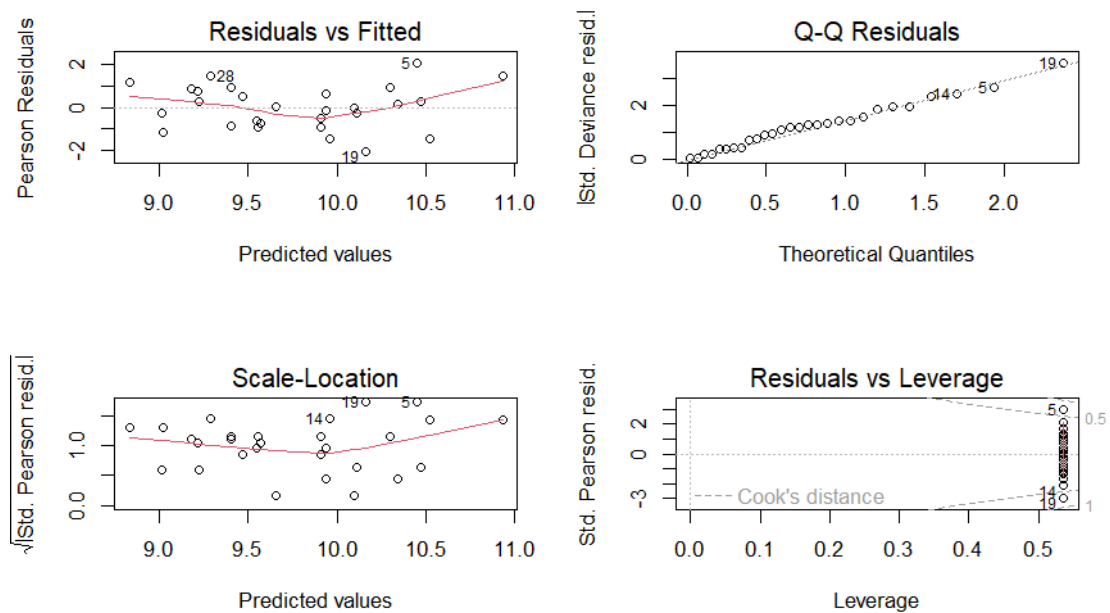 Residuals vs Fitted
Pearson Residuals
2
0
-2
28
5
19
9.0 9.5 10.0 10.5 11.0
Predicted values
Q-Q Residuals
|Std. Deviance resid.|
2
0
19
14
5
0.0 0.5 1.0 1.5 2.0
Theoretical Quantiles
Scale-Location
√|Std. Pearson resid.|
1.0
0.0
19
5
14
9.0 9.5 10.0 10.5 11.0
Predicted values
Residuals vs Leverage
Std. Pearson resid.
2
0
-3
5
14
19
0.5
1
Cook's distance
0.0 0.1 0.2 0.3 0.4 0.5
Leverage